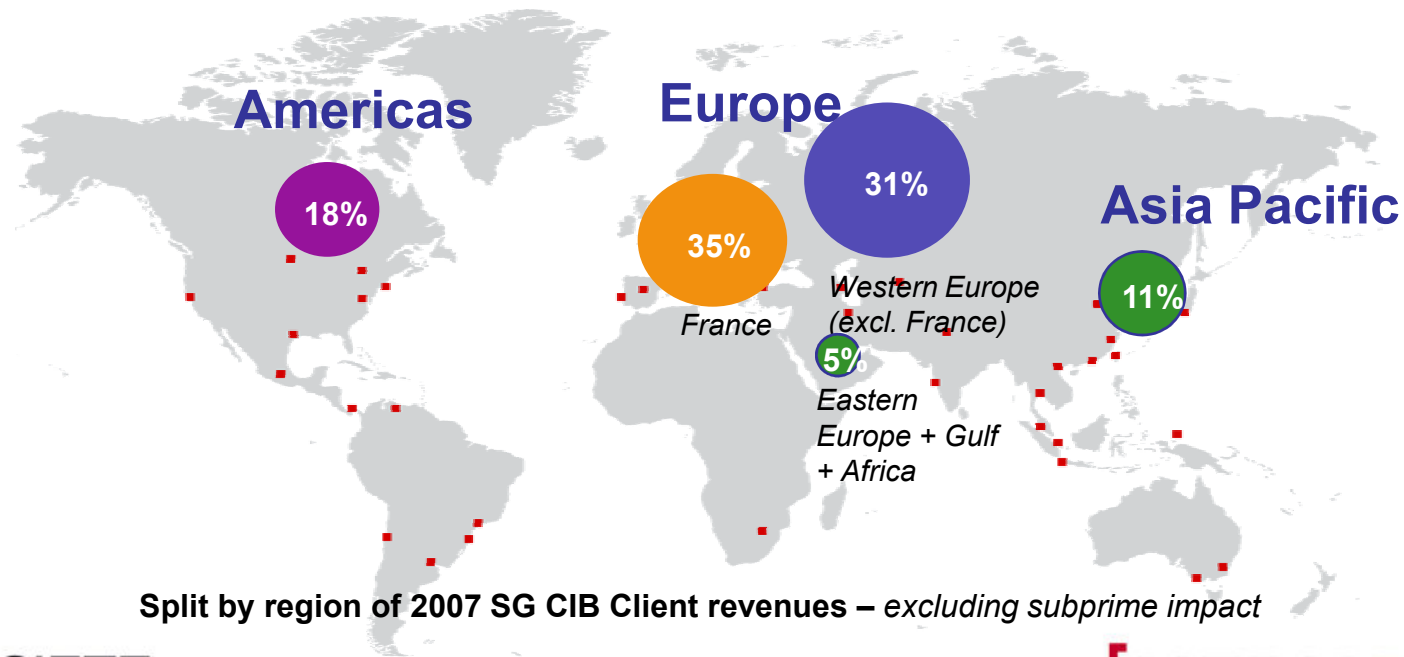 Americas
18%
Europe
35%
France
31%
Western Europe
(excl. France)
5%
Eastern
Europe + Gulf
+ Africa
Asia Pacific
11%
Split by region of 2007 SG CIB Client revenues – excluding subprime impact